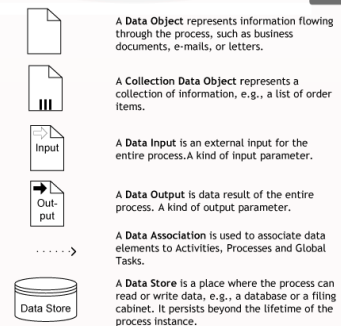 A Data Object represents information flowing
through the process, such as business
documents, e-mails, or letters.
A Collection Data Object represents a
collection of information, e.g., a list of order
items.
Input
A Data Input is an external input for the
entire process.A kind of input parameter.
Out-
put
A Data Output is data result of the entire
process. A kind of output parameter.
A Data Association is used to associate data
elements to Activities, Processes and Global
Tasks.
Data Store
A Data Store is a place where the process can
read or write data, e.g., a database or a filing
cabinet. It persists beyond the lifetime of the
process instance.